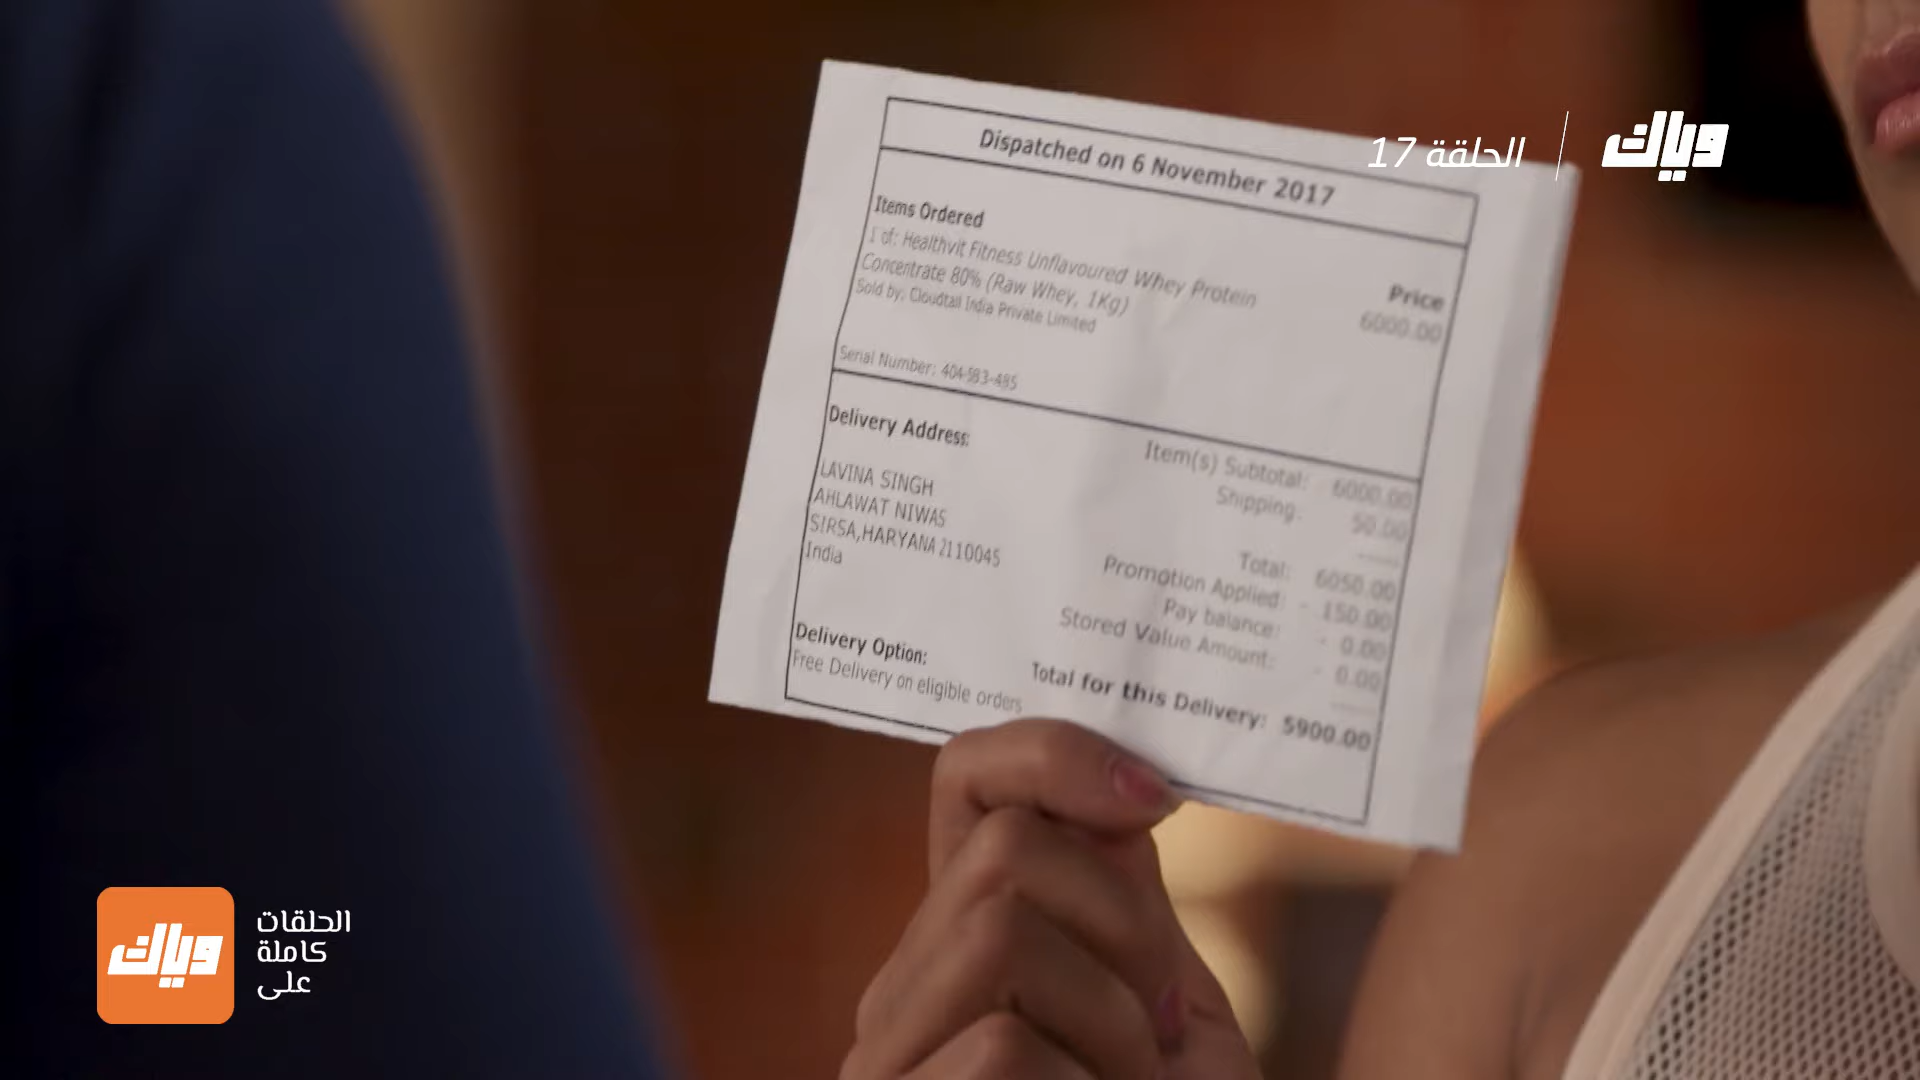 Dispatched on 6 November 2017
Items Ordered
Price
1 of: Healthvit Fitness Unflavoured Whey Protein
6000.00
Concentrate 80% (Raw Whey, 1Kg)
Sold by: Cloudtail India Private Limited
Serial Number: 404-583-485
Delivery Address:
LAVINA SINGH
AHLAWAT NIWAS
SIRSA,HARYANA 2110045
India
Item(s) Subtotal: 6000.00
Shipping: 50.00
-----
Total: 6050.00
Promotion Applied: - 150.00
Pay balance: - 0.00
Stored Value Amount: - 0.00
-----
Total for this Delivery: 5900.00
Delivery Option:
Free Delivery on eligible orders
وياك | الحلقة 17
وياك
الحلقات
كاملة
على